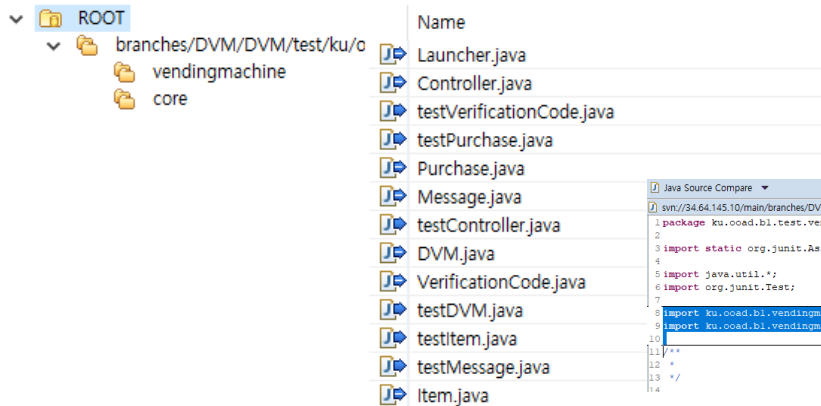 ROOT
branches/DVM/DVM/test/ku/o
vendingmachine
core
Name
Launcher.java
Controller.java
testVerificationCode.java
testPurchase.java
Purchase.java
Message.java
testController.java
DVM.java
VerificationCode.java
testDVM.java
testItem.java
testMessage.java
Item.java
Java Source Compare
svn://34.64.145.10/main/branches/DV
1 package ku.ooad.b1.test.ve
2
3 import static org.junit.As
4
5 import java.util.*;
6 import org.junit.Test;
7
8 import ku.ooad.b1.vendingm
9 import ku.ooad.b1.vendingm
10
11 /**
12 *
13 */
14